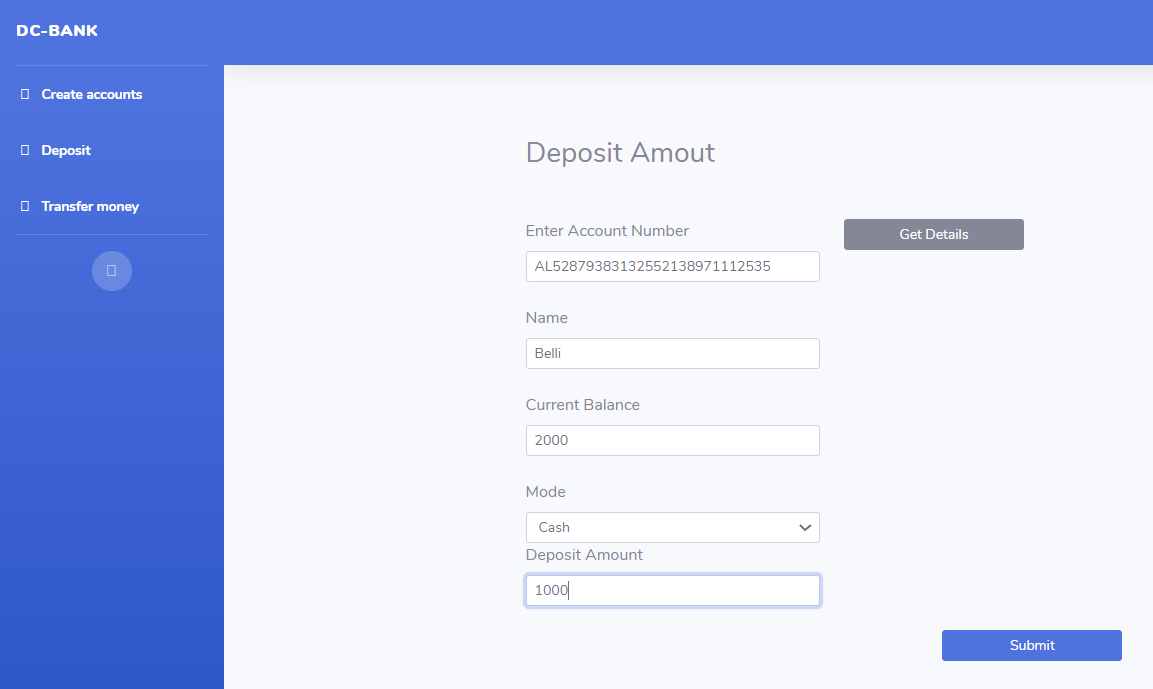 DC-BANK
Create accounts
Deposit
Transfer money
Deposit Amout
Enter Account Number
Get Details
AL52879383132552138971112535
Name
Belli
Current Balance
2000
Mode
Cash
Deposit Amount
1000
Submit